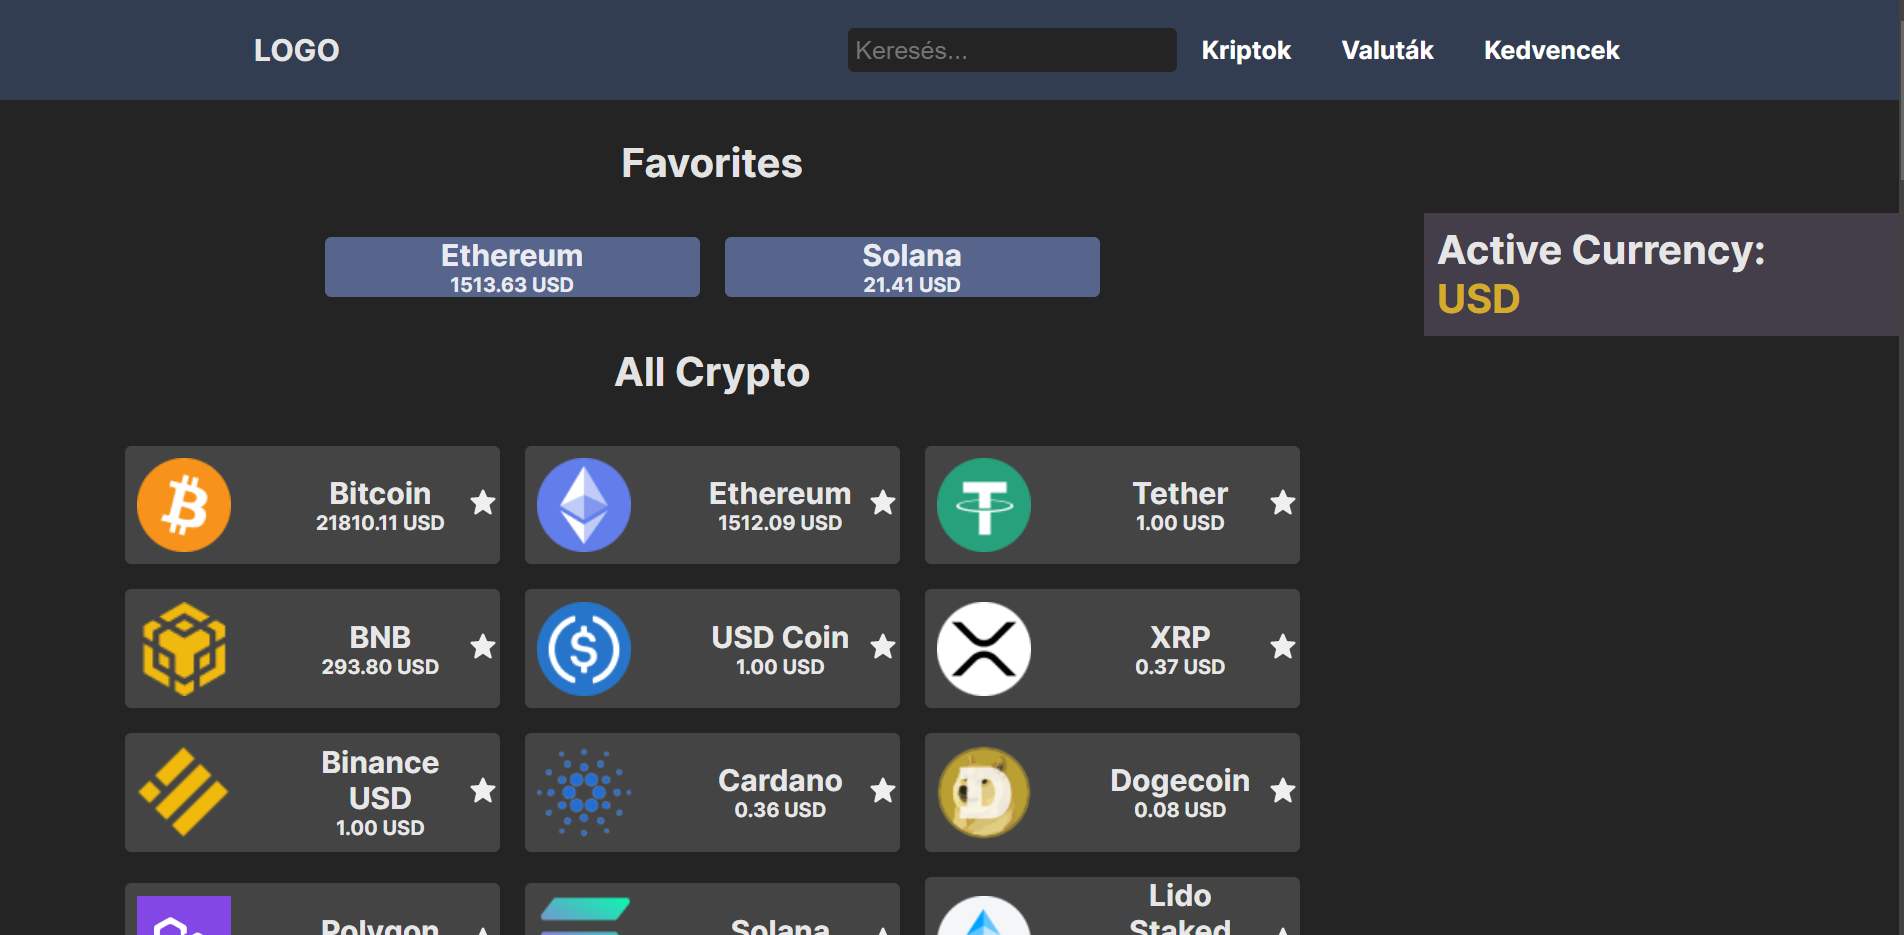 LOGO
Keresés...
Kriptok
Valuták
Kedvencek
Favorites
Ethereum
1513.63 USD
Solana
21.41 USD
Active Currency:
USD
All Crypto
Bitcoin
21810.11 USD
Ethereum
1512.09 USD
Tether
1.00 USD
BNB
293.80 USD
USD Coin
1.00 USD
XRP
0.37 USD
Binance
USD
1.00 USD
Cardano
0.36 USD
Dogecoin
0.08 USD
Polygon
Solana
Lido
Staked